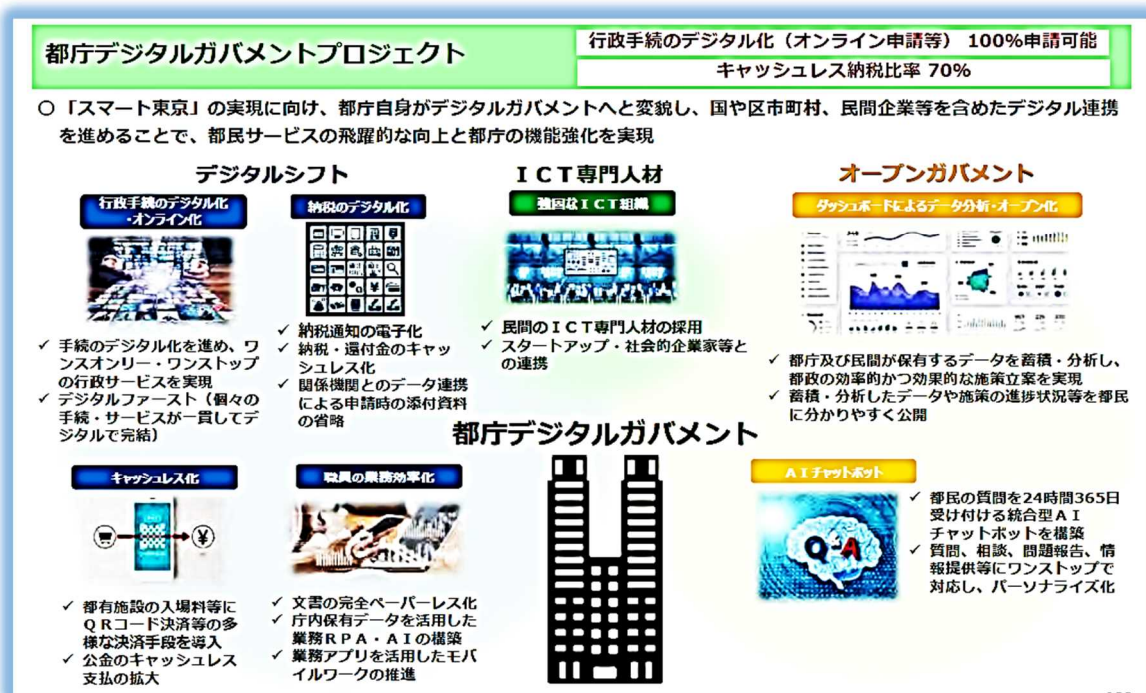 都庁デジタルガバメントプロジェクト
行政手続のデジタル化（オンライン申請等） 100%申請可能
キャッシュレス納税比率 70%
○ 「スマート東京」の実現に向け、都庁自身がデジタルガバメントへと変貌し、国や区市町村、民間企業等を含めたデジタル連携
を進めることで、都民サービスの飛躍的な向上と都庁の機能強化を実現
デジタルシフト
行政手続のデジタル化
・オンライン化
✓ 手続のデジタル化を進め、ワ
ンスオンリー・ワンストップ
の行政サービスを実現
✓ デジタルファースト（個々の
手続・サービスが一貫してデ
ジタルで完結）
納税のデジタル化
✓ 納税通知の電子化
✓ 納税・還付金のキャッ
シュレス化
✓ 関係機関とのデータ連携
による申請時の添付資料
の省略
ＩＣＴ専門人材
強固なＩＣＴ組織
✓ 民間のＩＣＴ専門人材の採用
✓ スタートアップ・社会的企業家等と
の連携
オープンガバメント
ダッシュボードによるデータ分析・オープン化
✓ 都庁及び民間が保有するデータを蓄積・分析し、
都政の効率的かつ効果的な施策立案を実現
✓ 蓄積・分析したデータや施策の進捗状況等を都民
に分かりやすく公開
都庁デジタルガバメント
キャッシュレス化
¥
✓ 都有施設の入場料等に
ＱＲコード決済等の多
様な決済手段を導入
✓ 公金のキャッシュレス
支払の拡大
職員の業務効率化
✓ 文書の完全ペーパーレス化
✓ 庁内保有データを活用した
業務ＲＰＡ・ＡＩの構築
✓ 業務アプリを活用したモバ
イルワークの推進
ＡＩチャットボット
Q A
✓ 都民の質問を24時間365日
受け付ける統合型ＡＩ
チャットボットを構築
✓ 質問、相談、問題報告、情
報提供等にワンストップで
対応し、パーソナライズ化